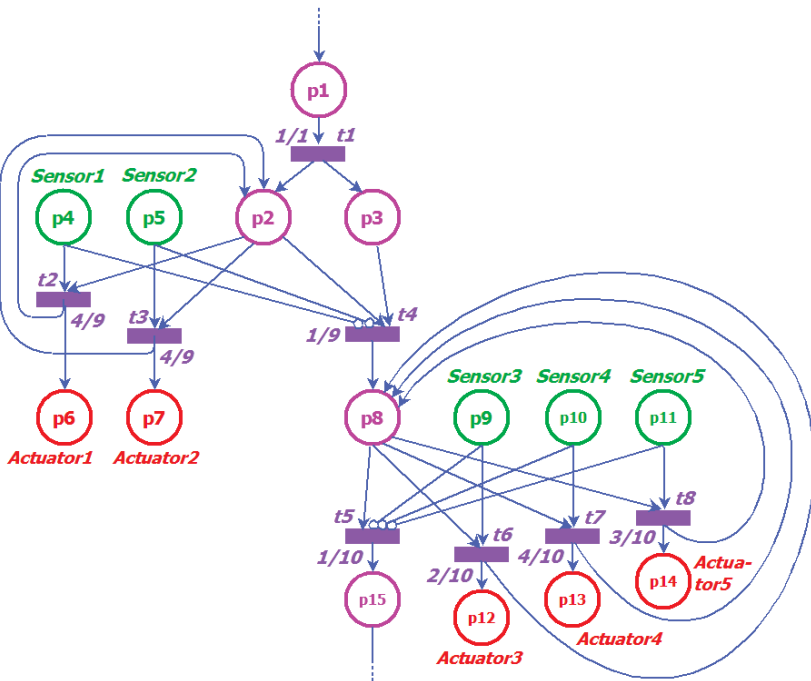 p1
1/1 t1
Sensor1 Sensor2
p4 p5 p2 p3
t2
4/9
t3
4/9
t4
1/9
Sensor3 Sensor4 Sensor5
p6 p7 p8 p9 p10 p11
Actuator1 Actuator2
t5
1/10
t6
2/10
t7
4/10
t8
3/10
p15 p12 p13 p14
Actua-
tor5
Actuator4
Actuator3